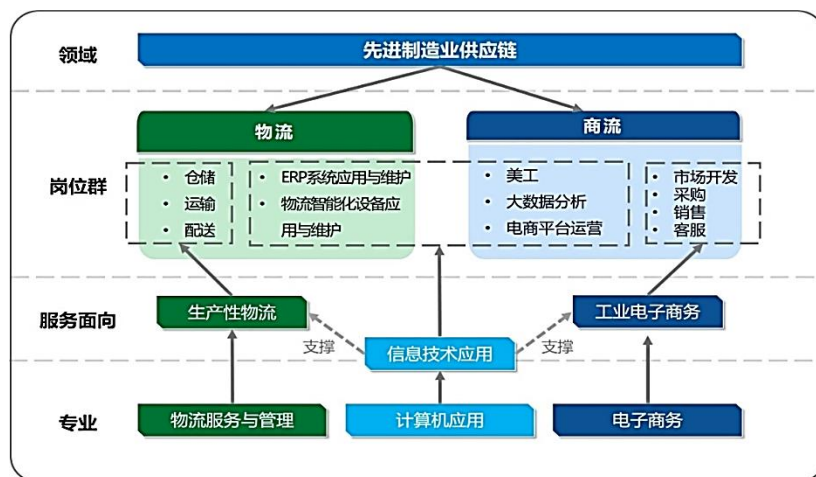 领域
先进制造业供应链
物流
商流
岗位群
• 仓储
• 运输
• 配送
• ERP系统应用与维护
• 物流智能化设备应
用与维护
• 美工
• 大数据分析
• 电商平台运营
• 市场开发
• 采购
• 销售
• 客服
服务面向
生产性物流
工业电子商务
支撑
信息技术应用
支撑
专业
物流服务与管理
计算机应用
电子商务